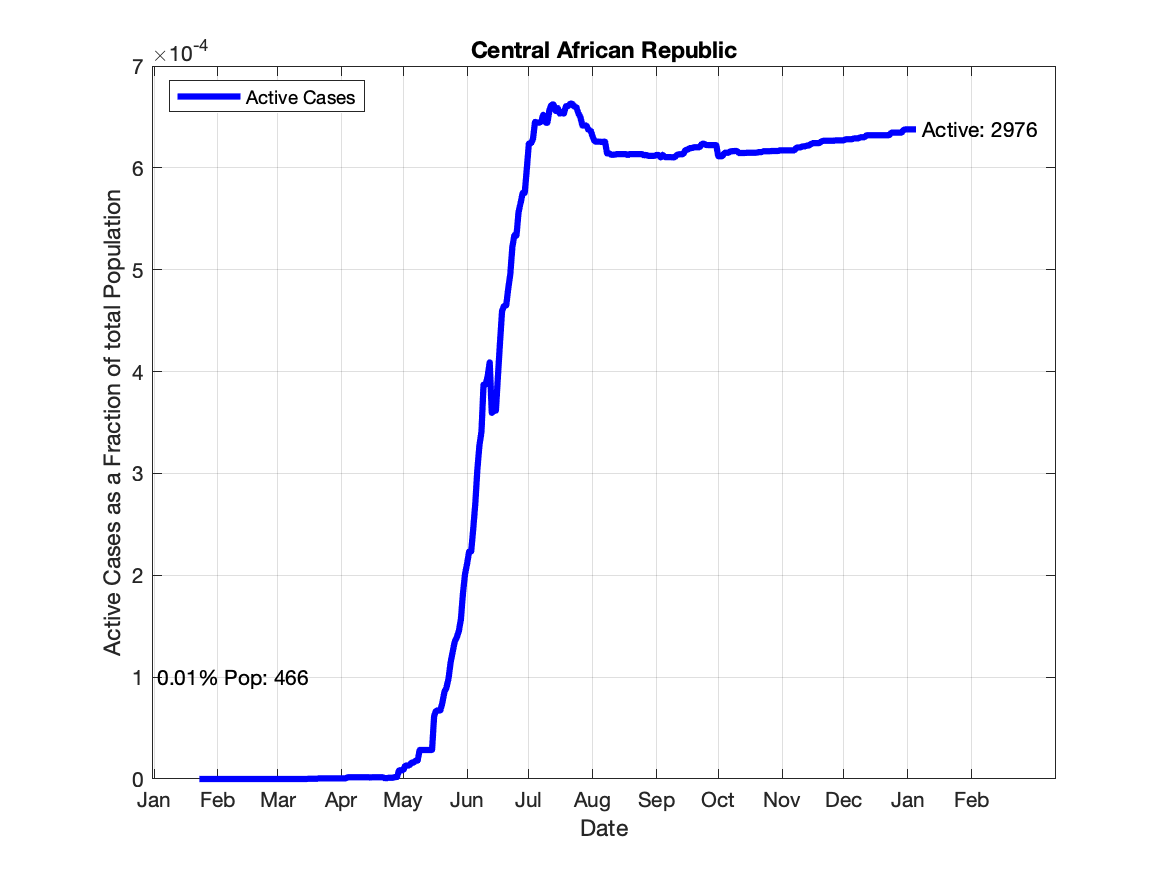 Central African Republic
×10-4
Active Cases
7
6
5
4
3
2
1
0
Active Cases as a Fraction of total Population
Active: 2976
0.01% Pop: 466
Jan Feb Mar Apr May Jun Jul Aug Sep Oct Nov Dec Jan Feb
Date